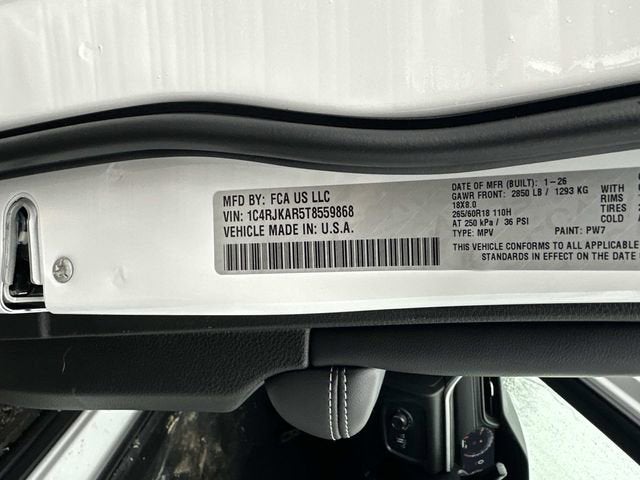 MFD BY: FCA US LLC
VIN: 1C4RJKAR5T8559868
VEHICLE MADE IN: U.S.A.
DATE OF MFR (BUILT): 1-26
GAWR FRONT: 2850 LB / 1293 KG WITH
18X8.0 RIMS
265/60R18 110H TIRES
AT 250 kPa / 36 PSI COLD
TYPE: MPV PAINT: PW7
THIS VEHICLE CONFORMS TO ALL APPLICABLE
STANDARDS IN EFFECT ON THE DATE